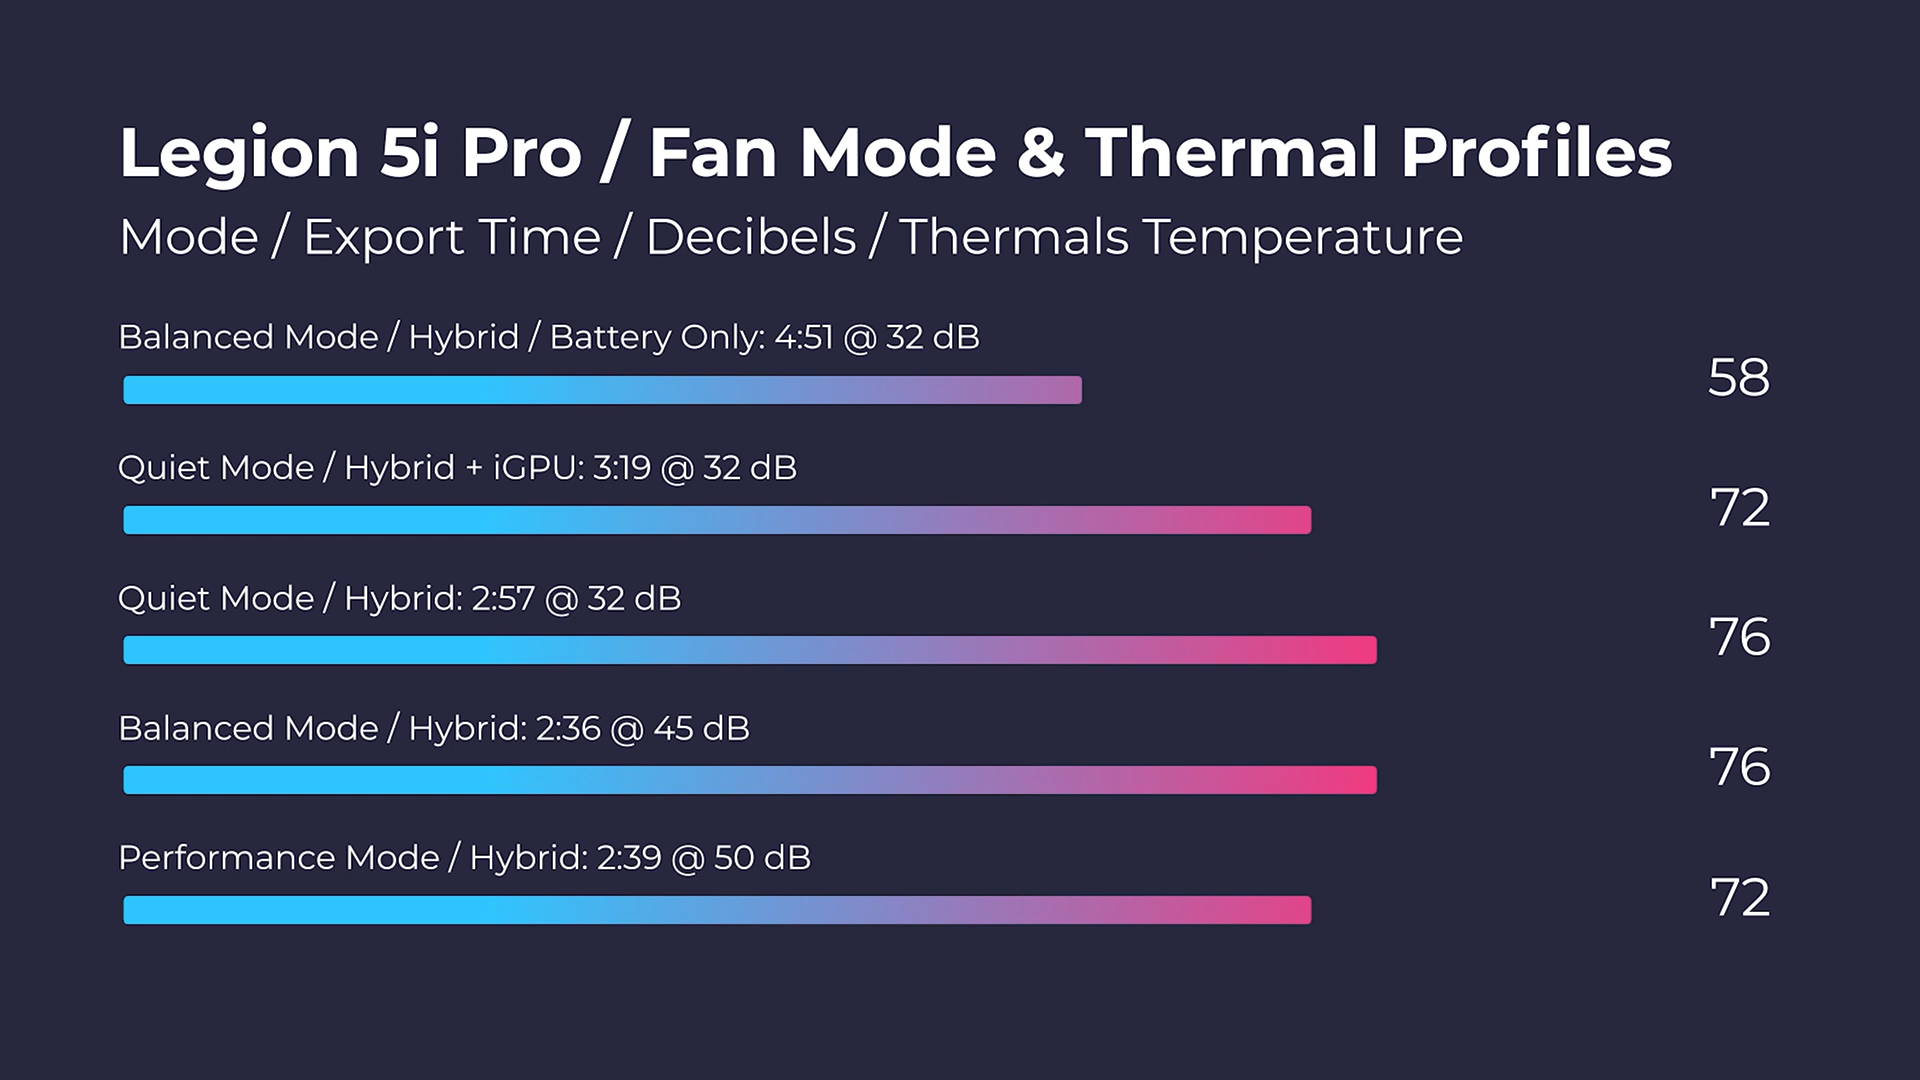 Legion 5i Pro / Fan Mode & Thermal Profiles
Mode / Export Time / Decibels / Thermals Temperature
Balanced Mode / Hybrid / Battery Only: 4:51 @ 32 dB
58
Quiet Mode / Hybrid + iGPU: 3:19 @ 32 dB
72
Quiet Mode / Hybrid: 2:57 @ 32 dB
76
Balanced Mode / Hybrid: 2:36 @ 45 dB
76
Performance Mode / Hybrid: 2:39 @ 50 dB
72